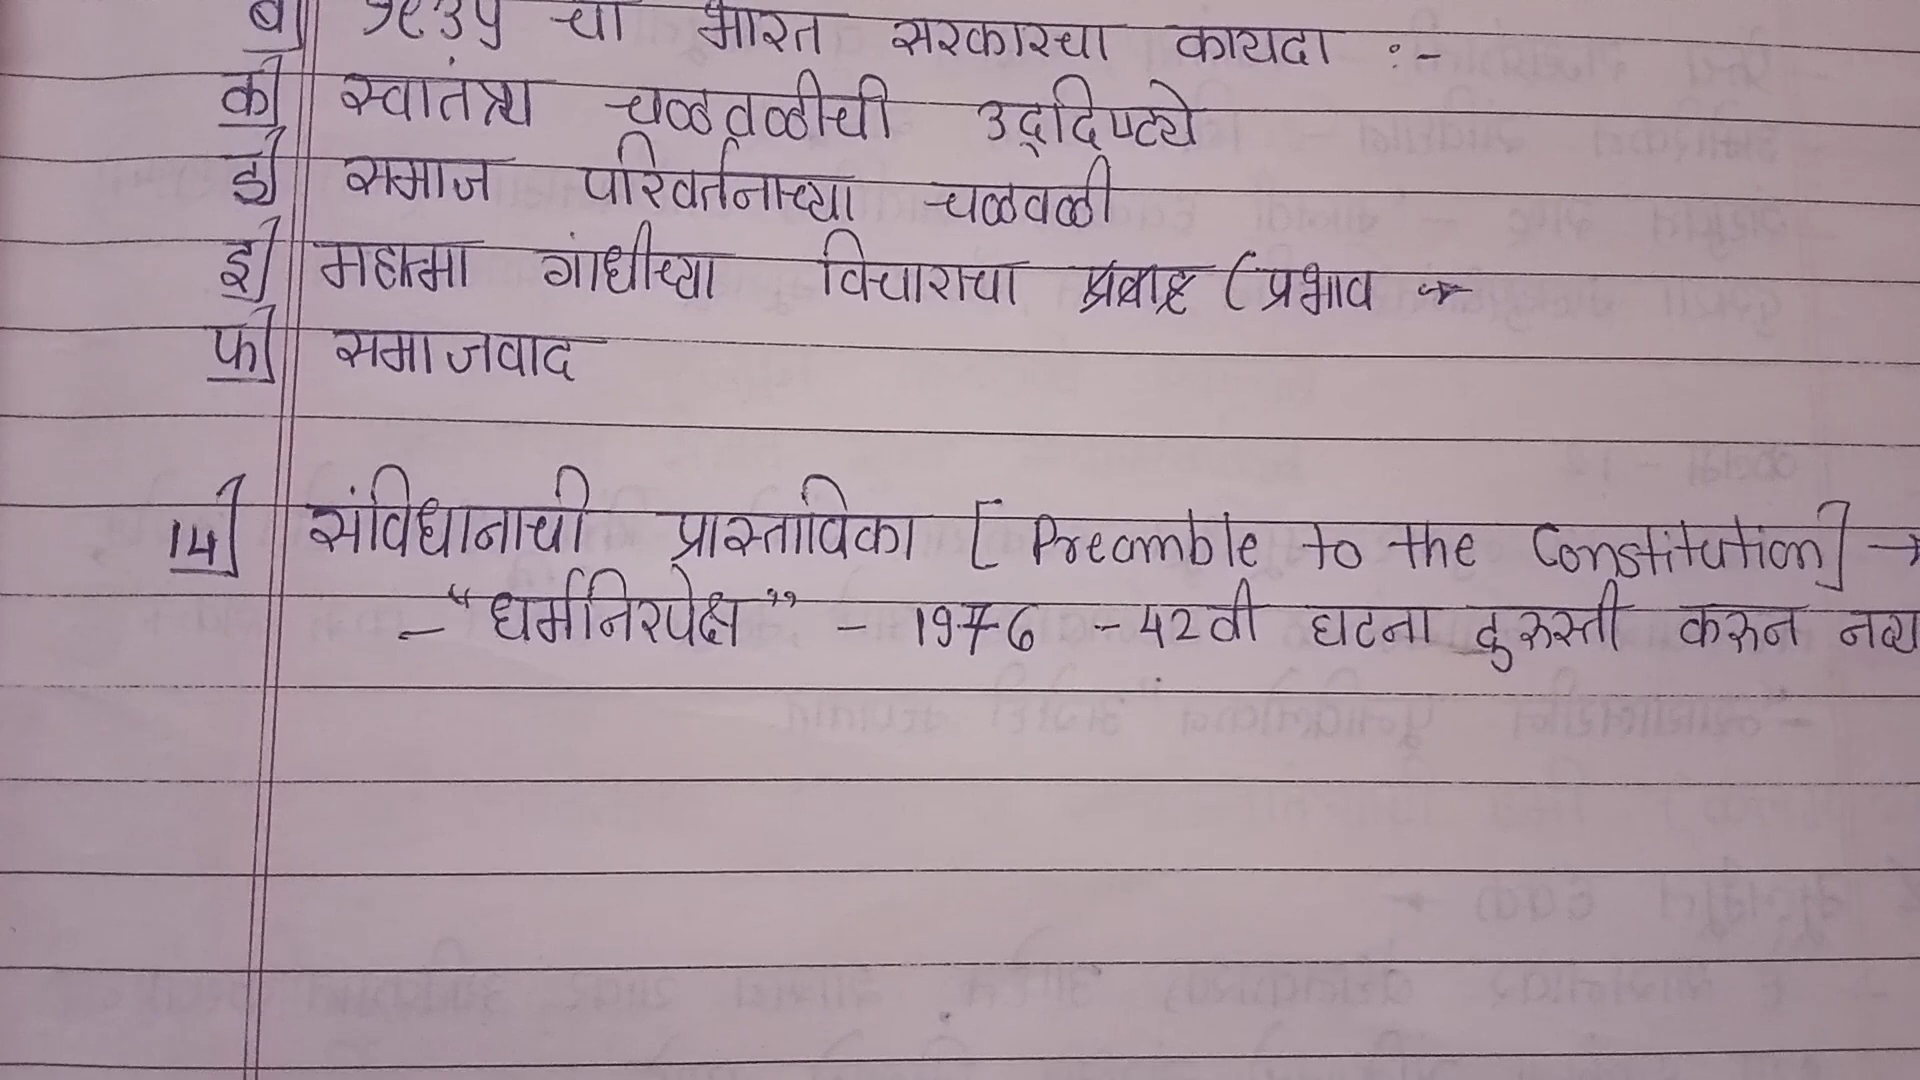 ब] १९३५ चा भारत सरकारचा कायदा :-
क] स्वातंत्र्य चळवळीची उद्दिष्ट्ये
ड] समाज परिवर्तनाच्या चळवळी
इ] महात्मा गांधीच्या विचाराचा प्रवाह (प्रभाव →
फ] समाजवाद
14] संविधानाची प्रास्ताविका [Preamble to the Constitution] →
- "धर्मनिरपेक्ष" - 1976 - 42वी घटना दुरुस्ती करून नव्य